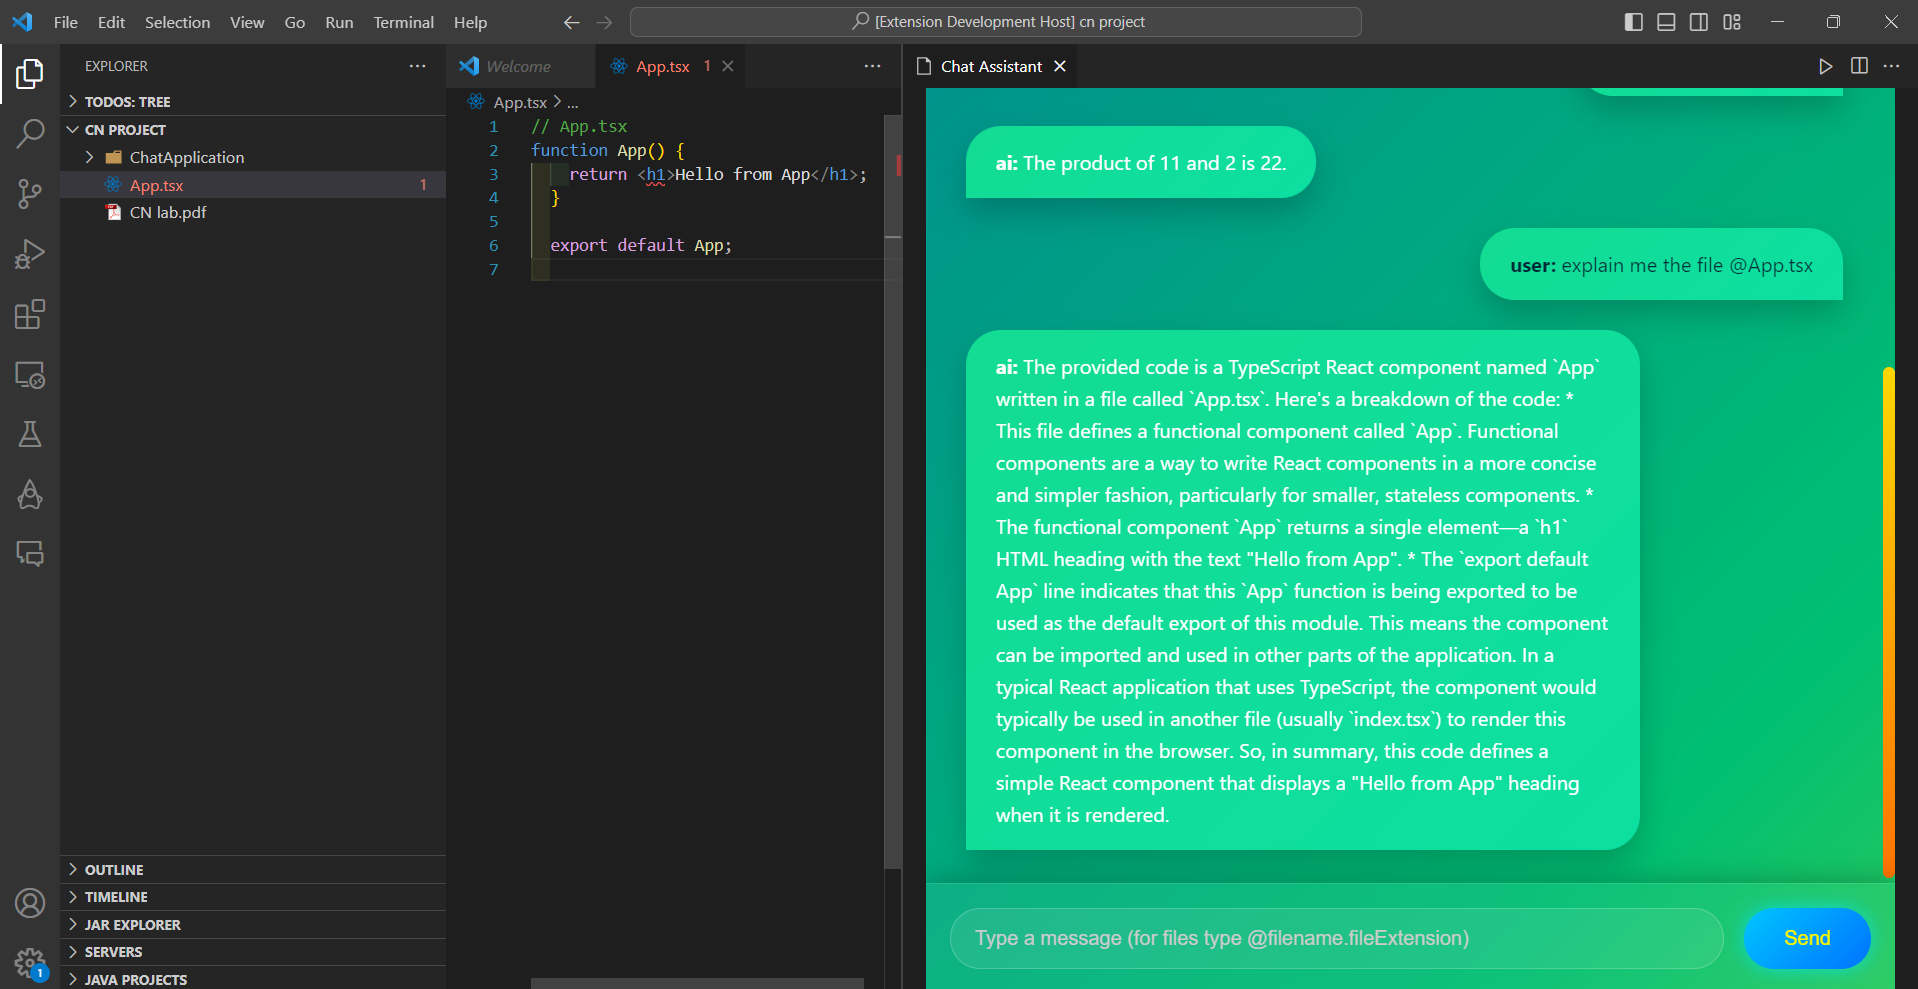 File Edit Selection View Go Run Terminal Help
[Extension Development Host] cn project
EXPLORER
TODOS: TREE
CN PROJECT
ChatApplication
App.tsx 1
CN lab.pdf
OUTLINE
TIMELINE
JAR EXPLORER
SERVERS
JAVA PROJECTS
1
Welcome
App.tsx 1
App.tsx > ...
1 // App.tsx
2 function App() {
3 return <h1>Hello from App</h1>;
4 }
5
6 export default App;
7
Chat Assistant
ai: The product of 11 and 2 is 22.
user: explain me the file @App.tsx
ai: The provided code is a TypeScript React component named `App`
written in a file called `App.tsx`. Here's a breakdown of the code: *
This file defines a functional component called `App`. Functional
components are a way to write React components in a more concise
and simpler fashion, particularly for smaller, stateless components. *
The functional component `App` returns a single element—a `h1`
HTML heading with the text "Hello from App". * The `export default
App` line indicates that this `App` function is being exported to be
used as the default export of this module. This means the component
can be imported and used in other parts of the application. In a
typical React application that uses TypeScript, the component would
typically be used in another file (usually `index.tsx`) to render this
component in the browser. So, in summary, this code defines a
simple React component that displays a "Hello from App" heading
when it is rendered.
Type a message (for files type @filename.fileExtension)
Send